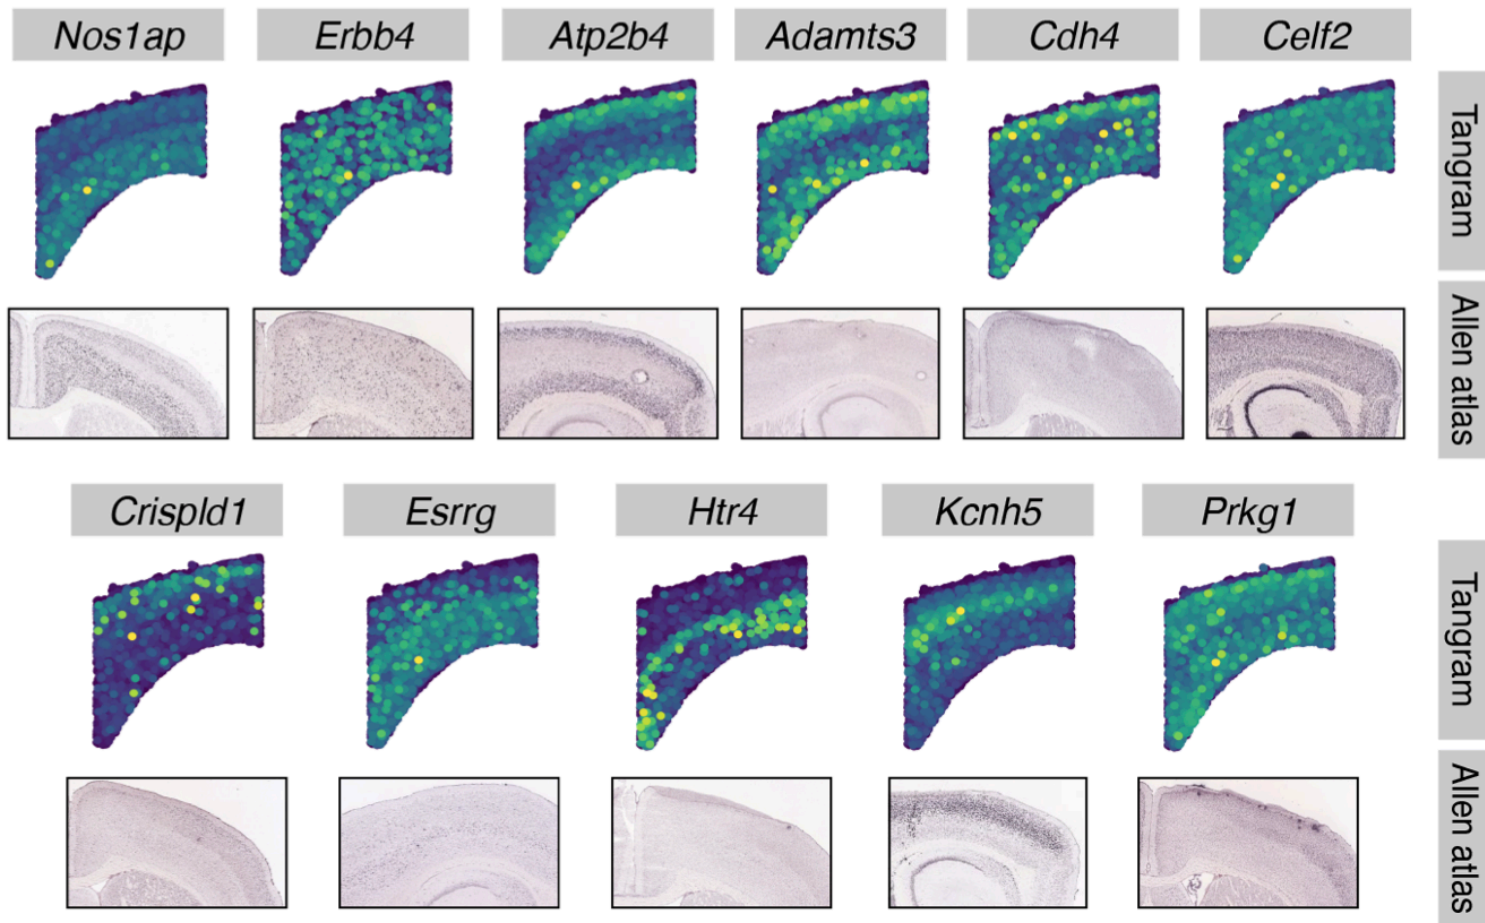 Nos1ap
Erbb4
Atp2b4
Adamts3
Cdh4
Celf2
Tangram
Allen atlas
Crispld1
Esrrg
Htr4
Kcnh5
Prkg1
Tangram
Allen atlas